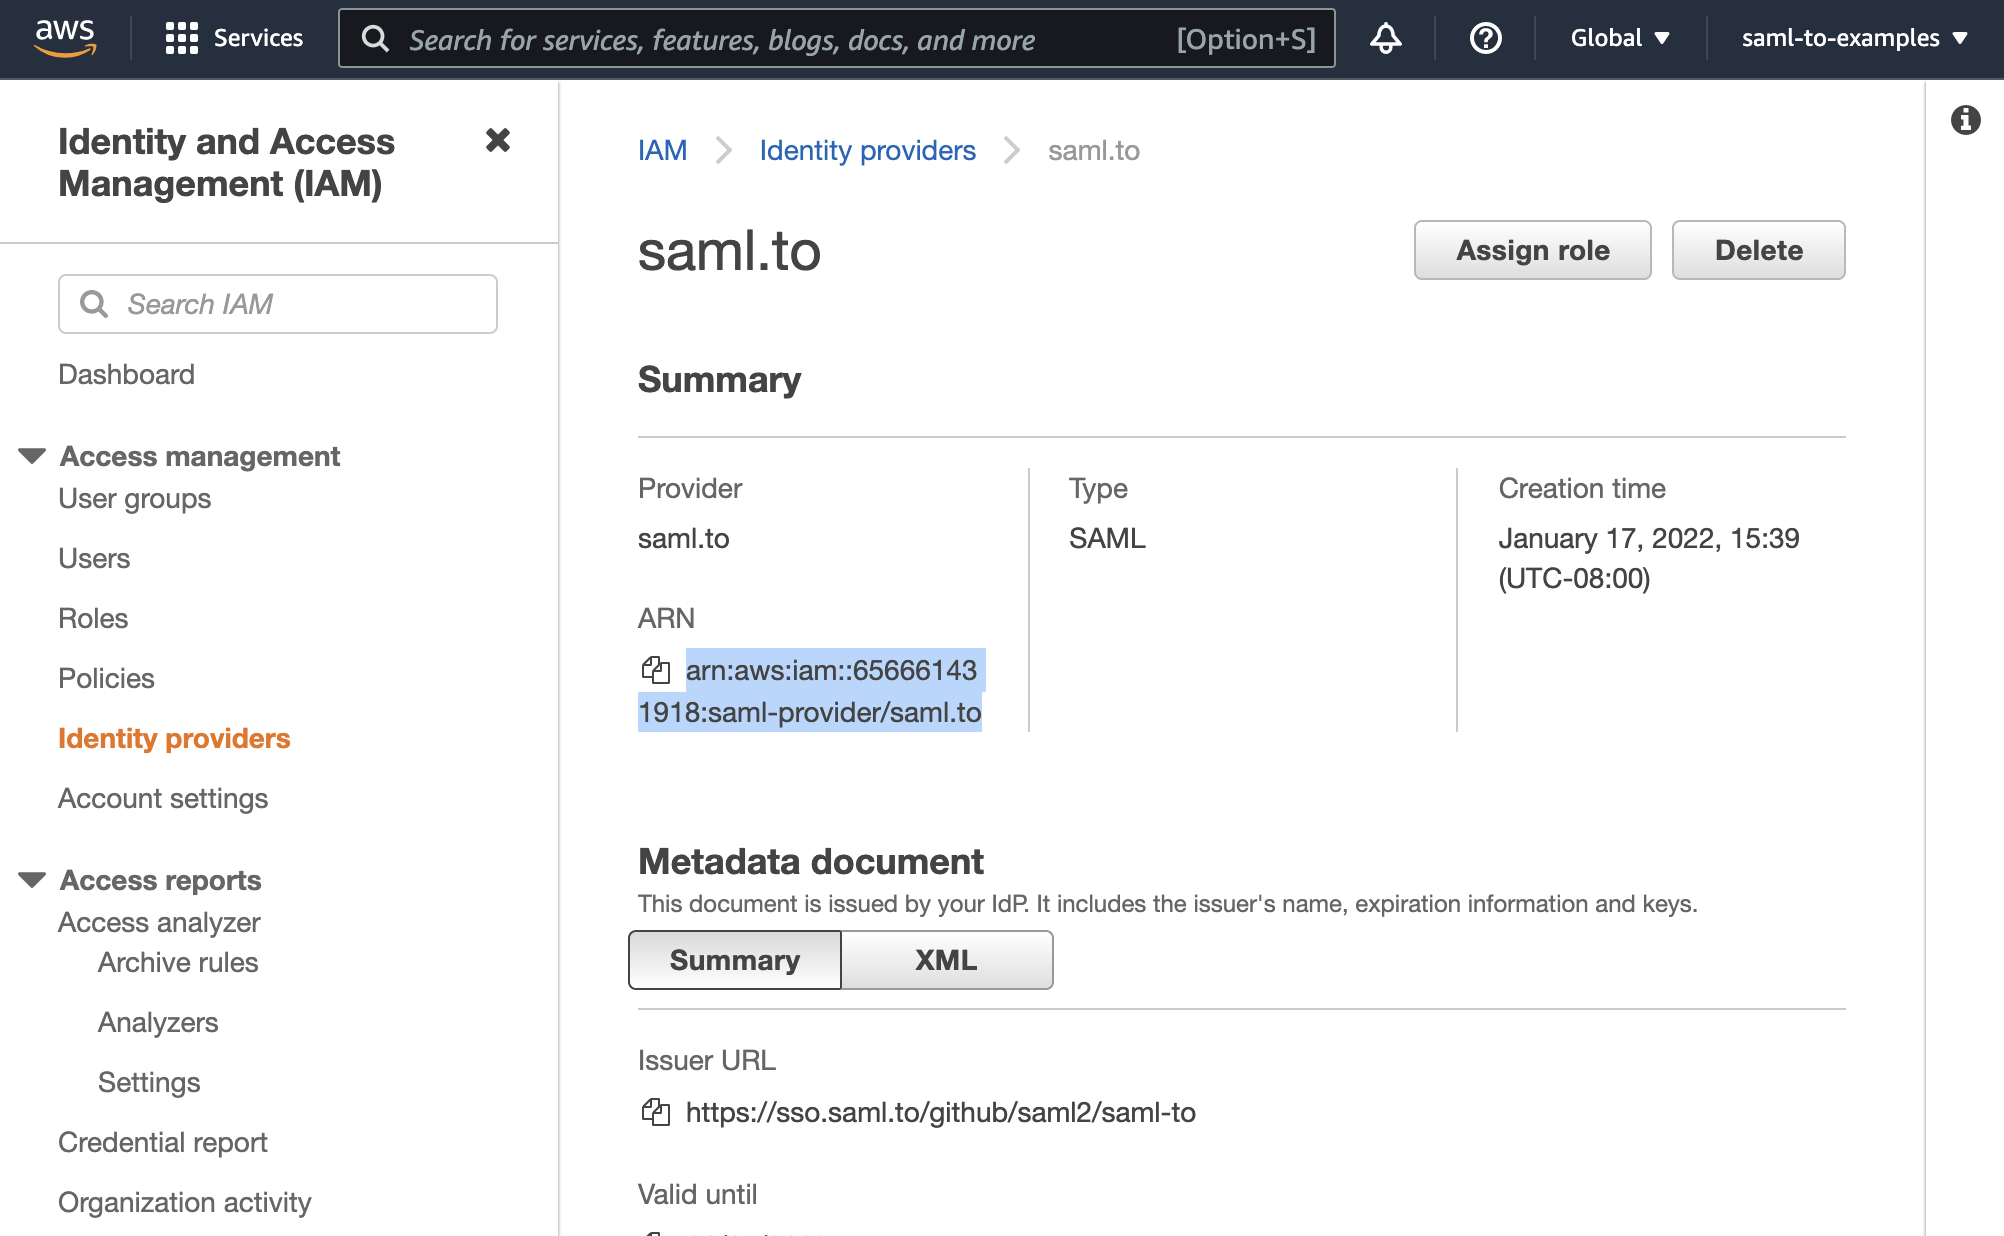 aws
Services
Search for services, features, blogs, docs, and more
[Option+S]
Global
saml-to-examples
Identity and Access
Management (IAM)
Search IAM
Dashboard
Access management
User groups
Users
Roles
Policies
Identity providers
Account settings
Access reports
Access analyzer
Archive rules
Analyzers
Settings
Credential report
Organization activity
IAM
Identity providers
saml.to
saml.to
Assign role
Delete
Summary
Provider
saml.to
ARN
arn:aws:iam::65666143
1918:saml-provider/saml.to
Type
SAML
Creation time
January 17, 2022, 15:39
(UTC-08:00)
Metadata document
This document is issued by your IdP. It includes the issuer's name, expiration information and keys.
Summary
XML
Issuer URL
https://sso.saml.to/github/saml2/saml-to
Valid until